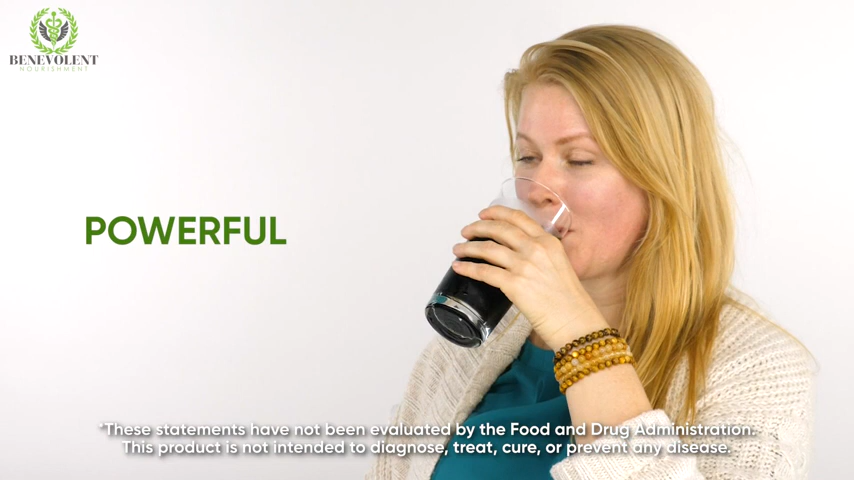 BENEVOLENT
NOURISHMENT
POWERFUL
*These statements have not been evaluated by the Food and Drug Administration.
This product is not intended to diagnose, treat, cure, or prevent any disease.